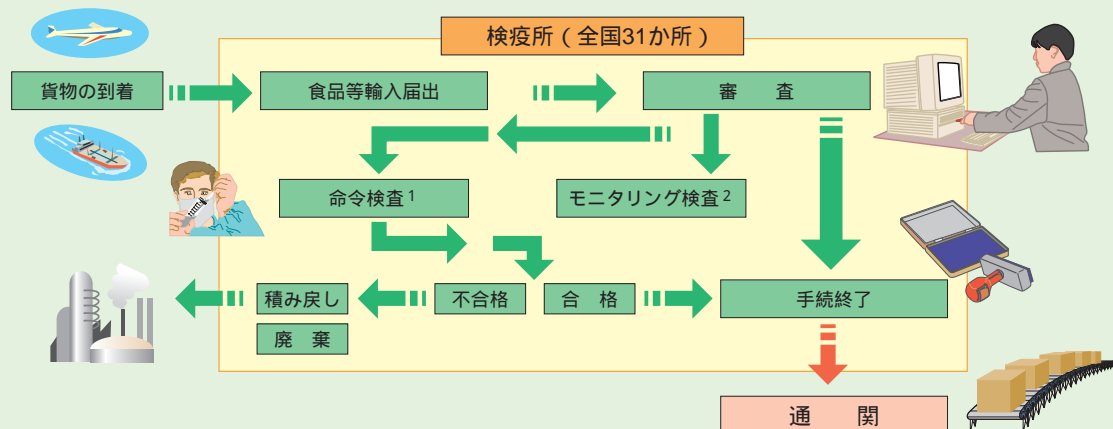 検疫所（全国31か所）
貨物の到着
食品等輸入届出
審　査
命令検査1
モニタリング検査2
積み戻し
不合格
合　格
手続終了
廃　棄
通　関